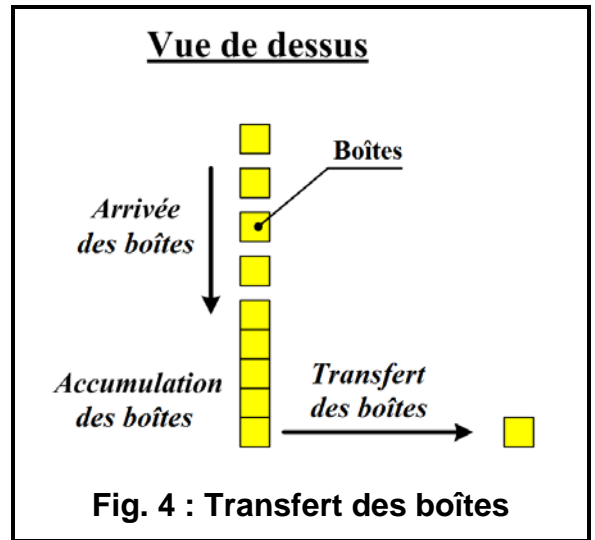 Vue de dessus
Boîtes
Arrivée
des boîtes
Accumulation
des boîtes
Transfert
des boîtes
Fig. 4 : Transfert des boîtes